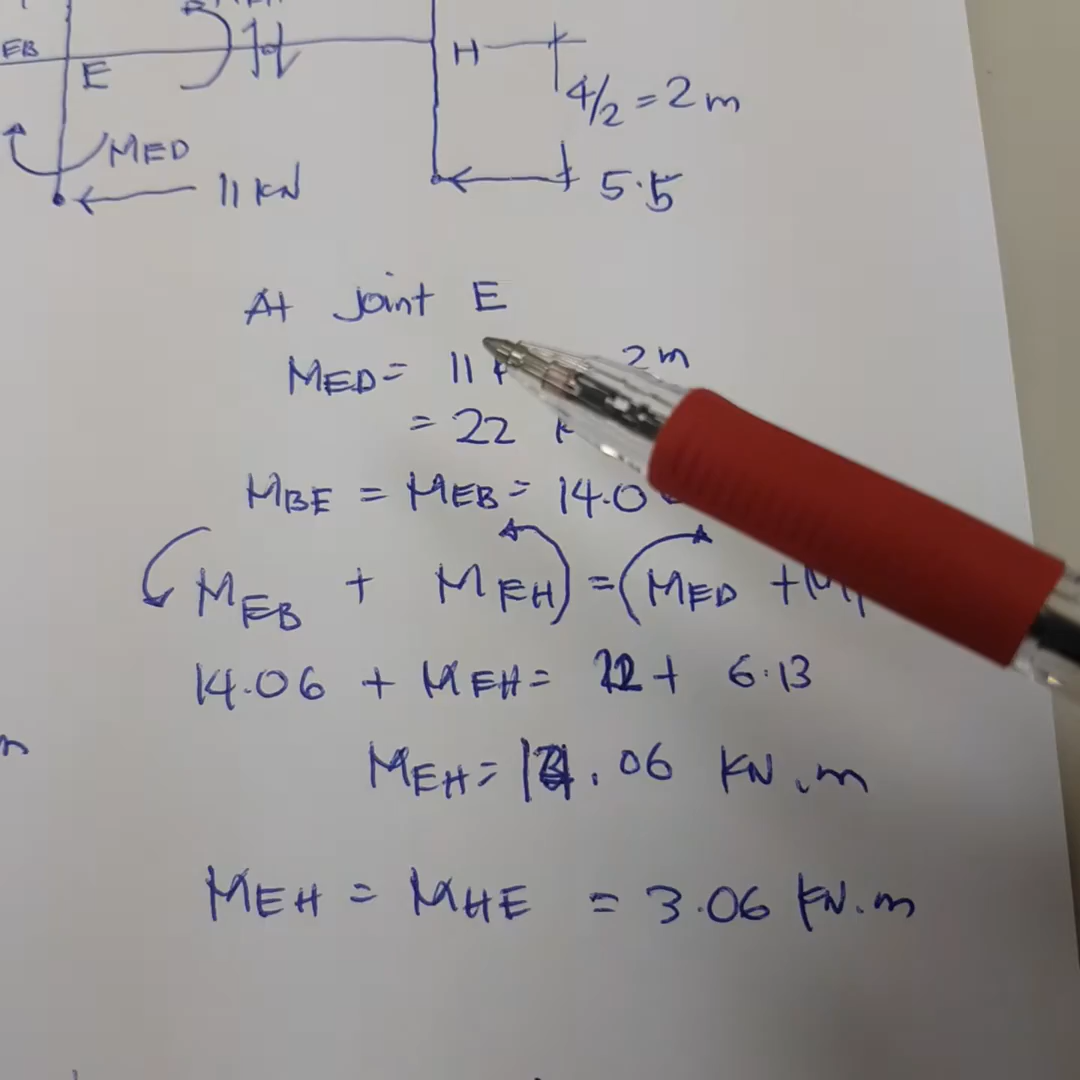 EB
E
H
4/2 = 2 m
MED
11 KN
5.5
At Joint E
MED = 11 2m
= 22
MBE = MEB = 14.0
MEB + MEH) = (MED +
14.06 + MEH = 22 + 6.13
MEH = .06 KN.m
MEH = MHE = 3.06 KN.m